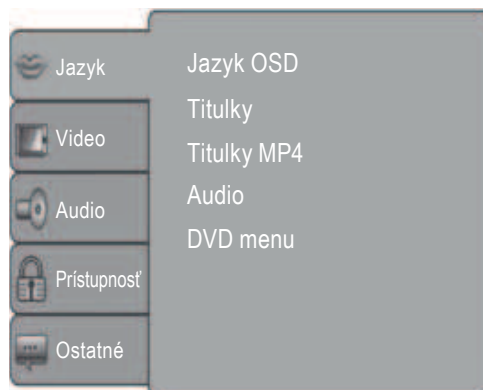 Jazyk
Video
Audio
Prístupnosť
Ostatné
Jazyk OSD
Titulky
Titulky MP4
Audio
DVD menu